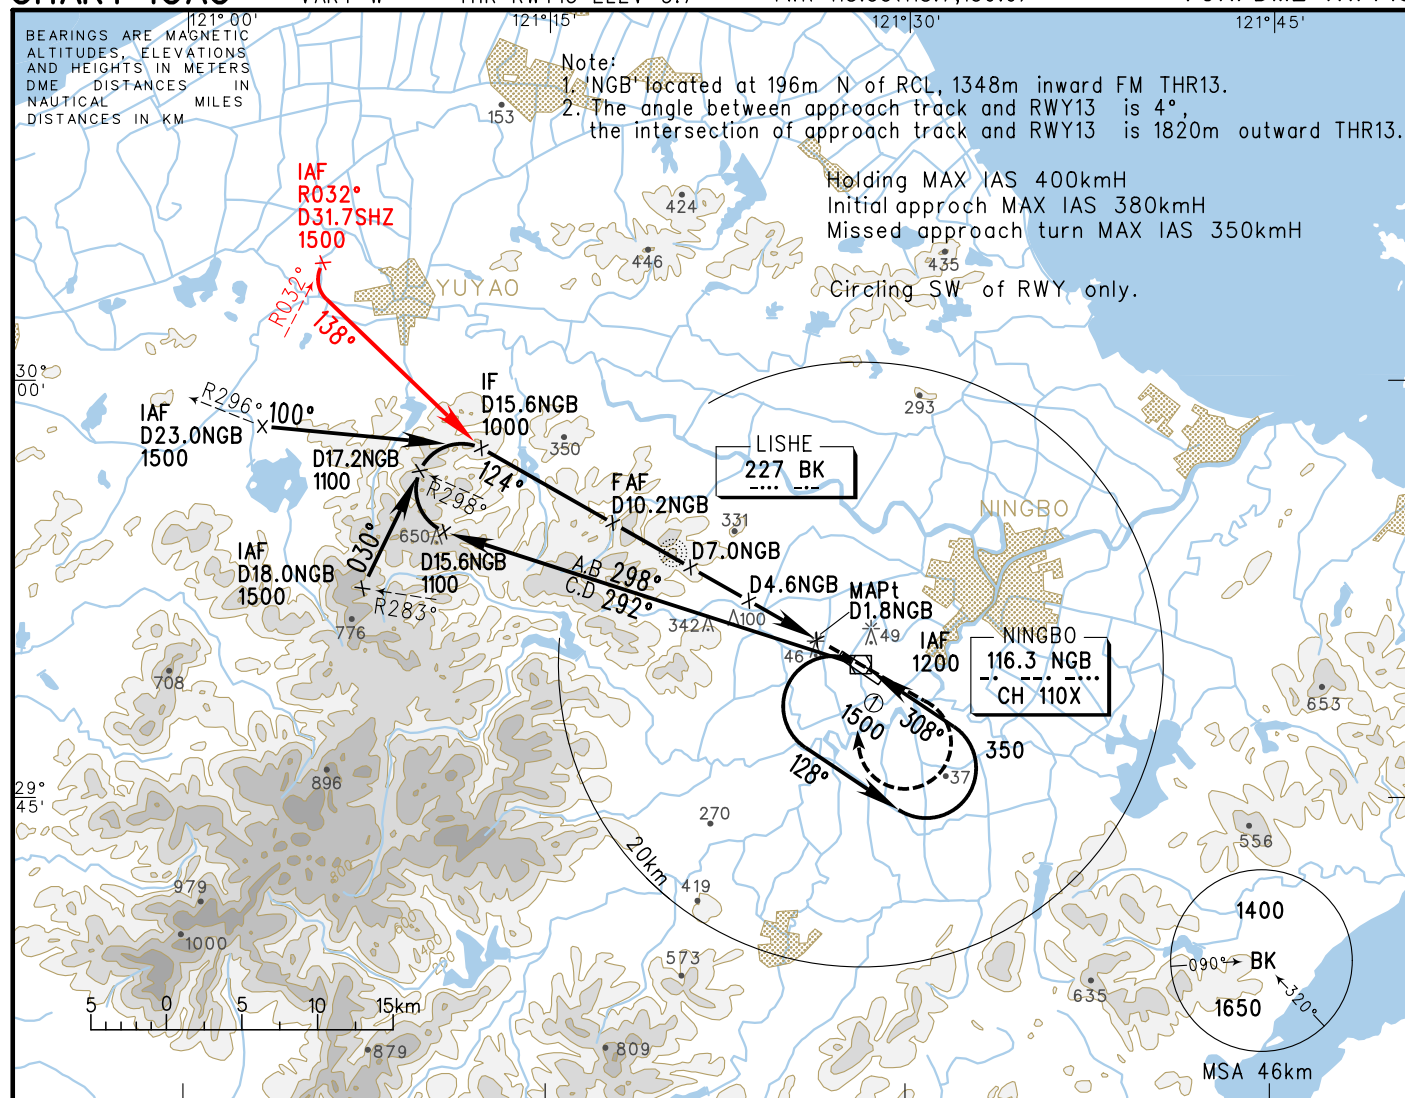 121°00'
121°15'
121°30'
121°45'
BEARINGS ARE MAGNETIC
ALTITUDES, ELEVATIONS
AND HEIGHTS IN METERS
DME DISTANCES IN
NAUTICAL MILES
DISTANCES IN KM
Note:
1. 'NGB' located at 196m N of RCL, 1348m inward FM THR13.
2. The angle between approach track and RWY13 is 4°,
the intersection of approach track and RWY13 is 1820m outward THR13.
153
IAF
R032°
D31.7SHZ
1500
Holding MAX IAS 400kmH
Initial approch MAX IAS 380kmH
Missed approach turn MAX IAS 350kmH
424
446
435
Circling SW of RWY only.
YUYAO
R032°
138°
30°
00'
IF
D15.6NGB
1000
R296°
100°
IAF
D23.0NGB
1500
293
350
D17.2NGB
1100
LISHE
227 BK
124°
R298°
FAF
D10.2NGB
NINGBO
331
650
030°
IAF
D18.0NGB
1500
D15.6NGB
1100
D7.0NGB
A.B 298°
C.D 292°
D4.6NGB
MAPt
D1.8NGB
R283°
776
342
100
49
46
IAF
1200
NINGBO
116.3 NGB
CH 110X
708
653
1
1500
308°
350
128°
37
896
29°
45'
270
556
20km
800
979
419
600
400
200
1000
573
635
1400
090°
BK
320°
1650
5 0 5 10 15km
879
809
MSA 46km